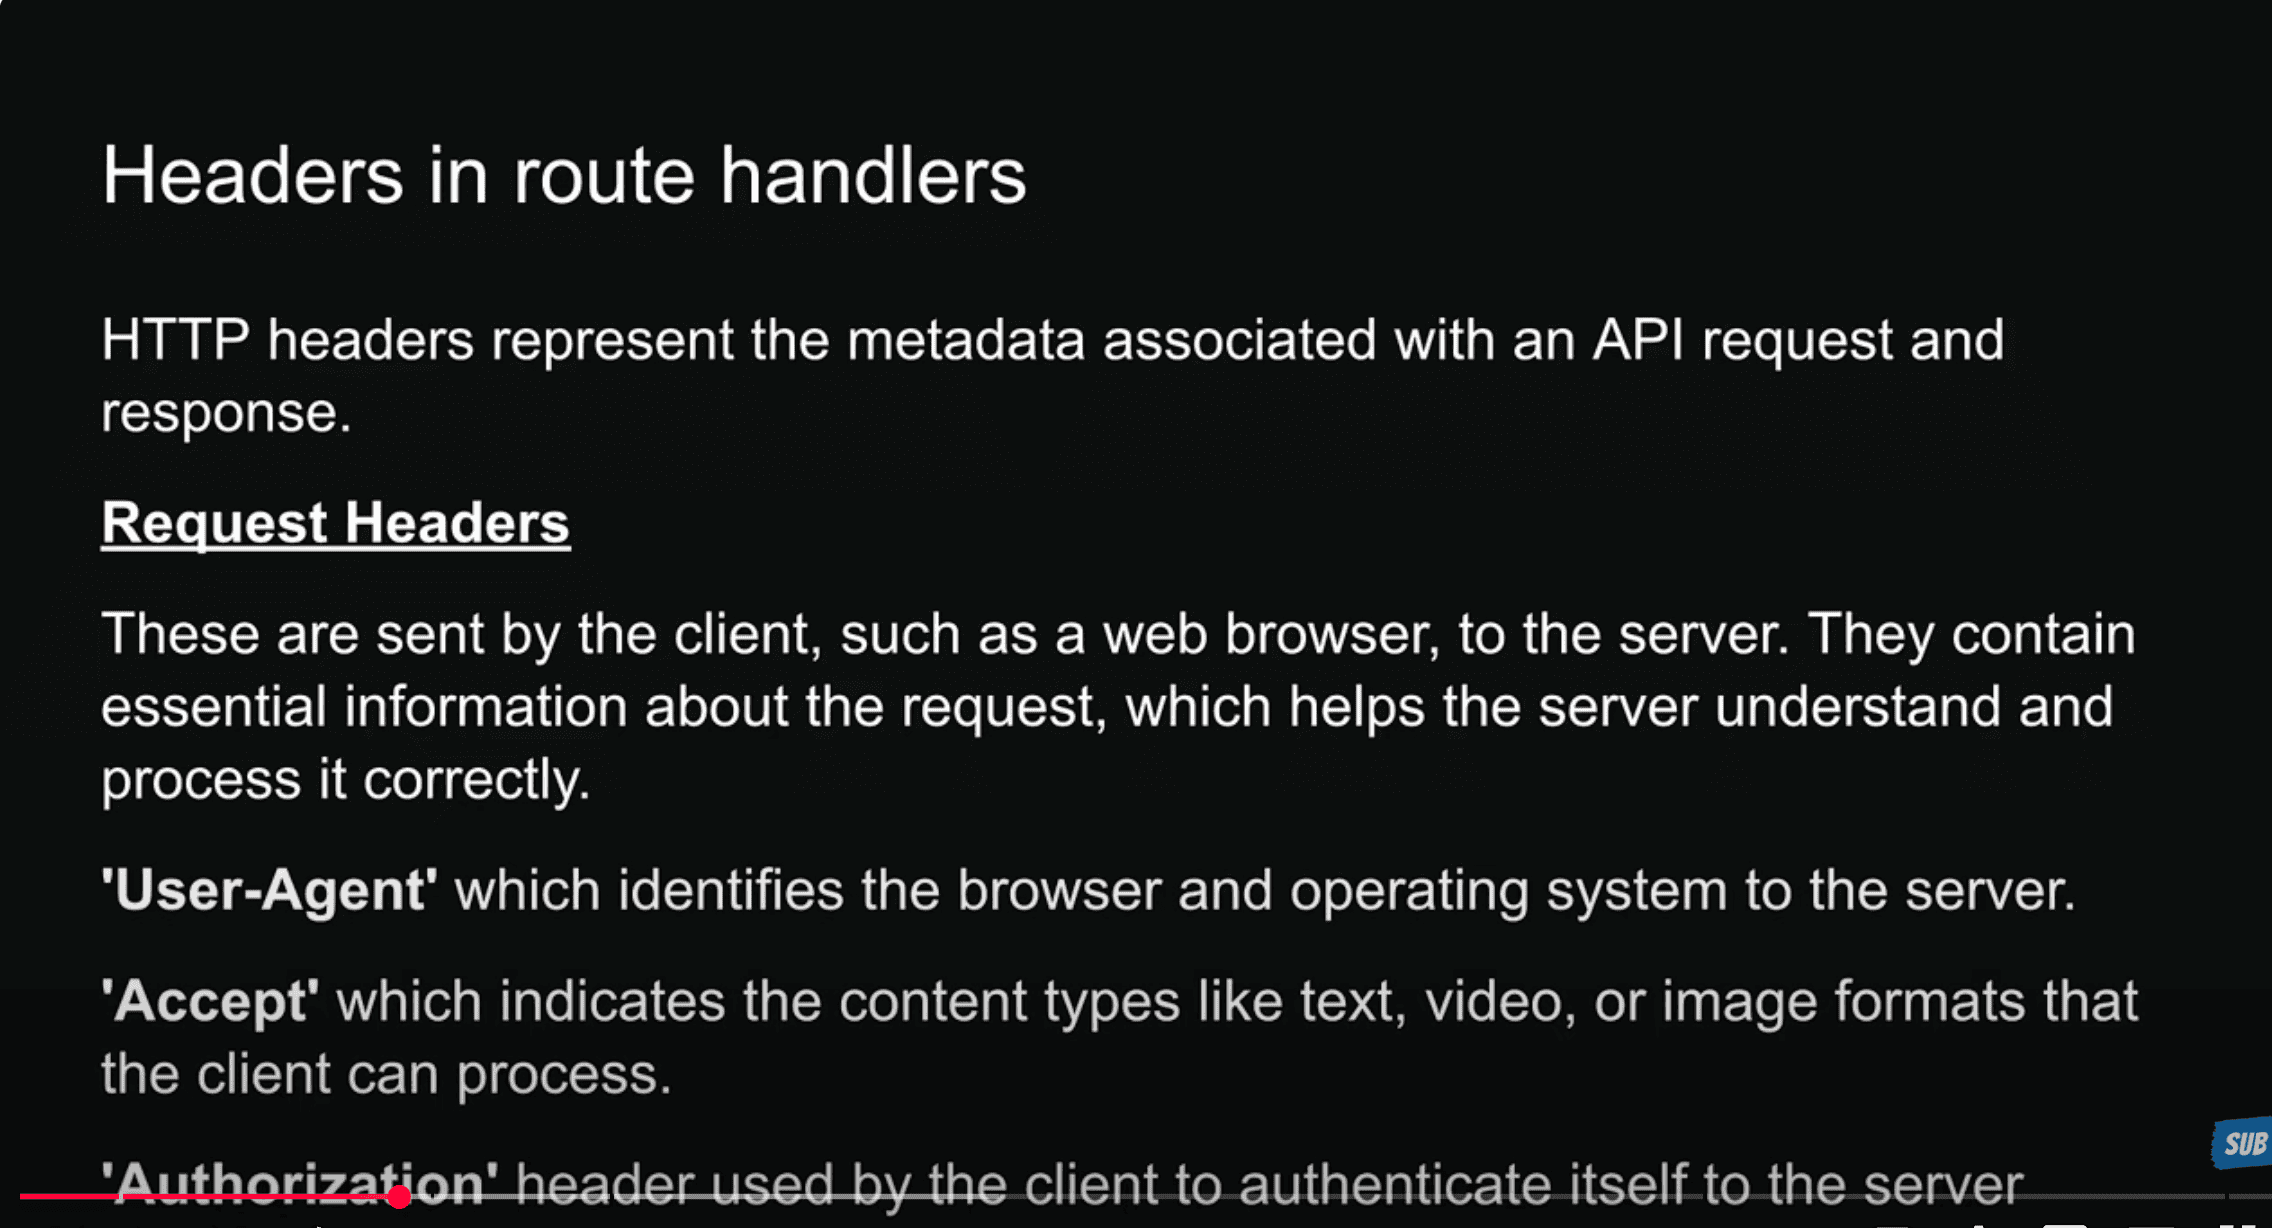 Headers in route handlers
HTTP headers represent the metadata associated with an API request and
response.
Request Headers
These are sent by the client, such as a web browser, to the server. They contain
essential information about the request, which helps the server understand and
process it correctly.
'User-Agent' which identifies the browser and operating system to the server.
'Accept' which indicates the content types like text, video, or image formats that
the client can process.
SUB
'Authorization' header used by the client to authenticate itself to the server